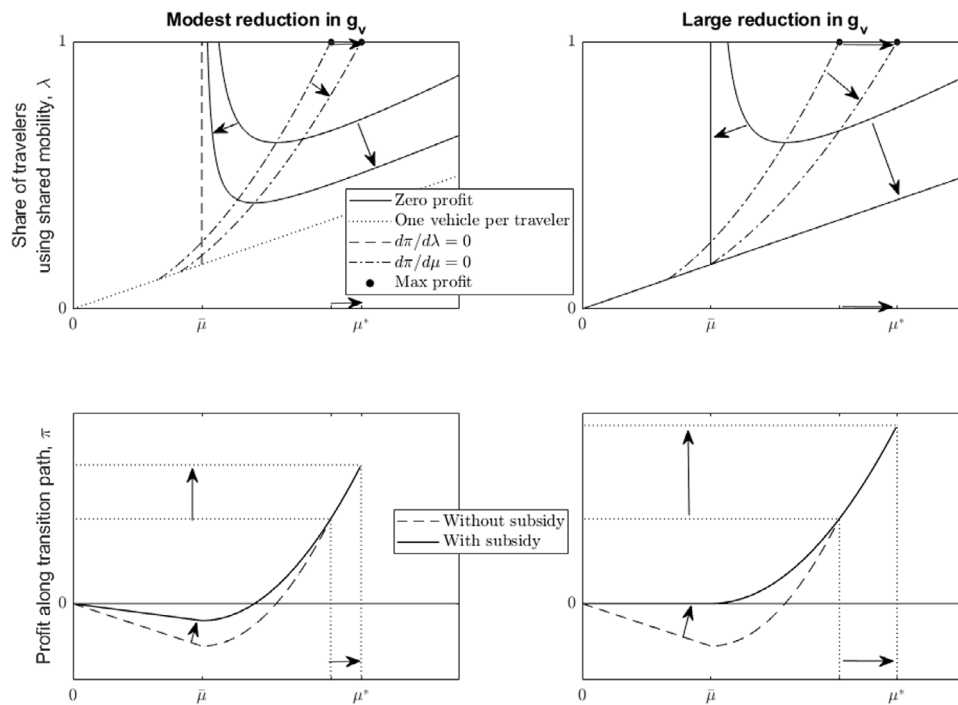 Modest reduction in gᵥ
Large reduction in gᵥ
Share of travelers
using shared mobility, λ
1
0
0
μ̄
μ*
Zero profit
One vehicle per traveler
dπ/dλ = 0
dπ/dμ = 0
Max profit
1
0
0
μ̄
μ*
Profit along transition path, π
0
0
μ̄
μ*
Without subsidy
With subsidy
0
0
μ̄
μ*